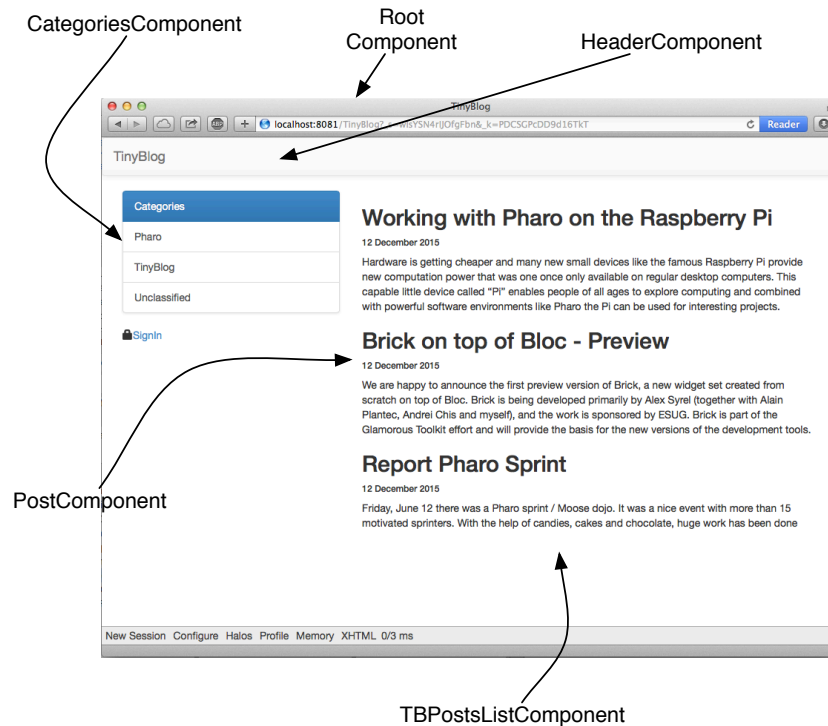 CategoriesComponent
Root
Component
HeaderComponent
TinyBlog
localhost:8081/TinyBlog?
Reader
TinyBlog
Categories
Pharo
TinyBlog
Unclassified
SignIn
Working with Pharo on the Raspberry Pi
12 December 2015
Hardware is getting cheaper and many new small devices like the famous Raspberry Pi provide
new computation power that was one once only available on regular desktop computers. This
capable little device called “Pi” enables people of all ages to explore computing and combined
with powerful software environments like Pharo the Pi can be used for interesting projects.
Brick on top of Bloc - Preview
12 December 2015
We are happy to announce the first preview version of Brick, a new widget set created from
scratch on top of Bloc. Brick is being developed primarily by Alex Syrel (together with Alain
Plantec, Andrei Chis and myself), and the work is sponsored by ESUG. Brick is part of the
Glamorous Toolkit effort and will provide the basis for the new versions of the development tools.
Report Pharo Sprint
12 December 2015
Friday, June 12 there was a Pharo sprint / Moose dojo. It was a nice event with more than 15
motivated sprinters. With the help of candies, cakes and chocolate, huge work has been done
PostComponent
New Session Configure Halos Profile Memory XHTML 0/3 ms
TBPostsListComponent